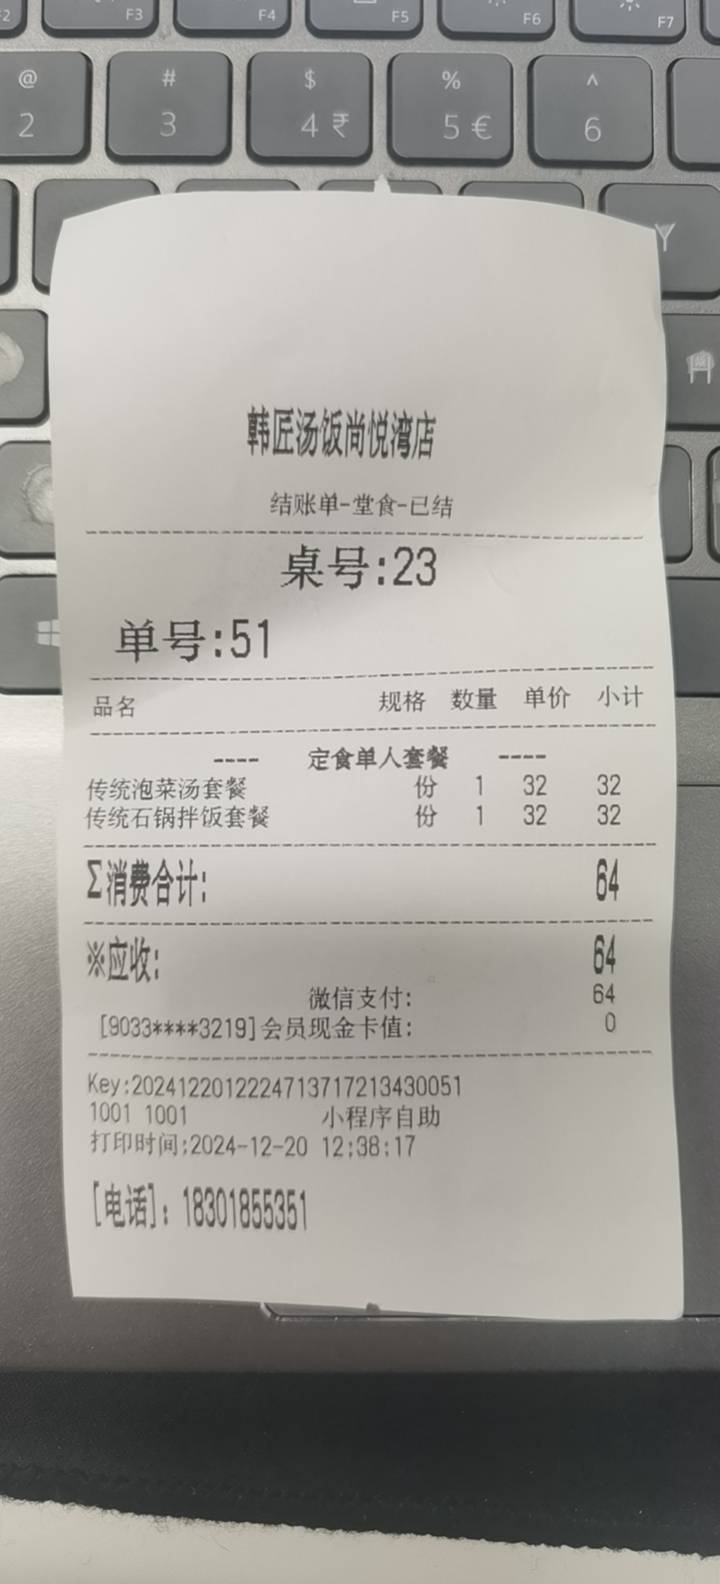 F3
F4
F5
F6
F7
@
#
$
%
^
2
3
4 ₹
5 €
6
Y
韩匠汤饭尚悦湾店
结账单-堂食-已结
桌号:23
单号:51
品名 规格 数量 单价 小计
---- 定食单人套餐 ----
传统泡菜汤套餐 份 1 32 32
传统石锅拌饭套餐 份 1 32 32
Σ消费合计: 64
※应收: 64
微信支付: 64
[9033****3219]会员现金卡值: 0
Key:2024122012224713717213430051
1001 1001 小程序自助
打印时间:2024-12-20 12:38:17
[电话]: 18301855351